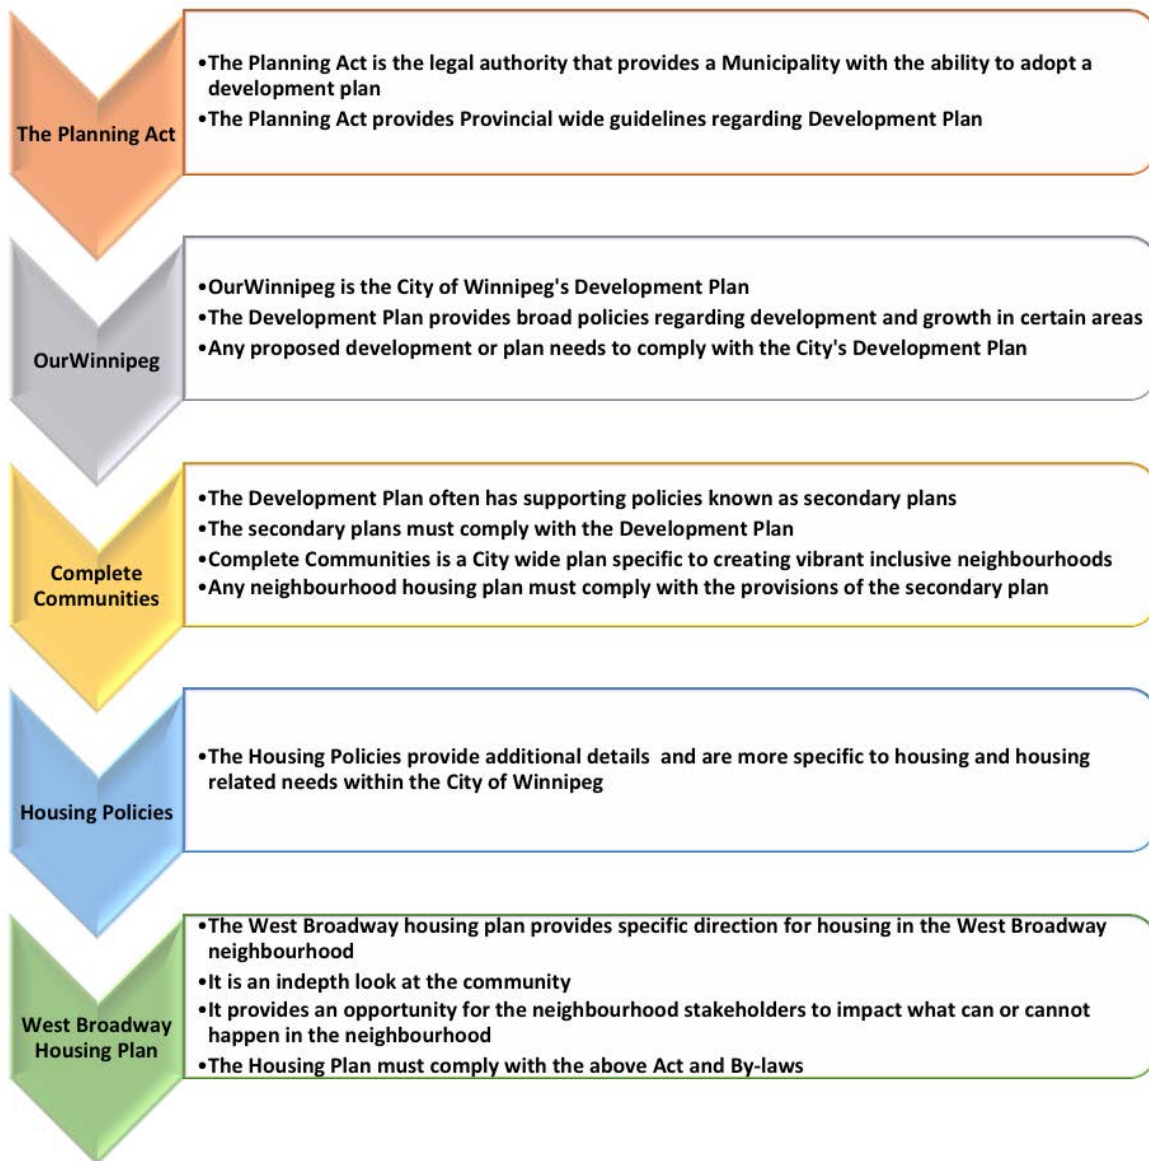 The Planning Act
•The Planning Act is the legal authority that provides a Municipality with the ability to adopt a
development plan
•The Planning Act provides Provincial wide guidelines regarding Development Plan
OurWinnipeg
•OurWinnipeg is the City of Winnipeg's Development Plan
•The Development Plan provides broad policies regarding development and growth in certain areas
•Any proposed development or plan needs to comply with the City's Development Plan
Complete
Communities
•The Development Plan often has supporting policies known as secondary plans
•The secondary plans must comply with the Development Plan
•Complete Communities is a City wide plan specific to creating vibrant inclusive neighbourhoods
•Any neighbourhood housing plan must comply with the provisions of the secondary plan
Housing Policies
•The Housing Policies provide additional details  and are more specific to housing and housing
related needs within the City of Winnipeg
West Broadway
Housing Plan
•The West Broadway housing plan provides specific direction for housing in the West Broadway
neighbourhood
•It is an indepth look at the community
•It provides an opportunity for the neighbourhood stakeholders to impact what can or cannot
happen in the neighbourhood
•The Housing Plan must comply with the above Act and By-laws